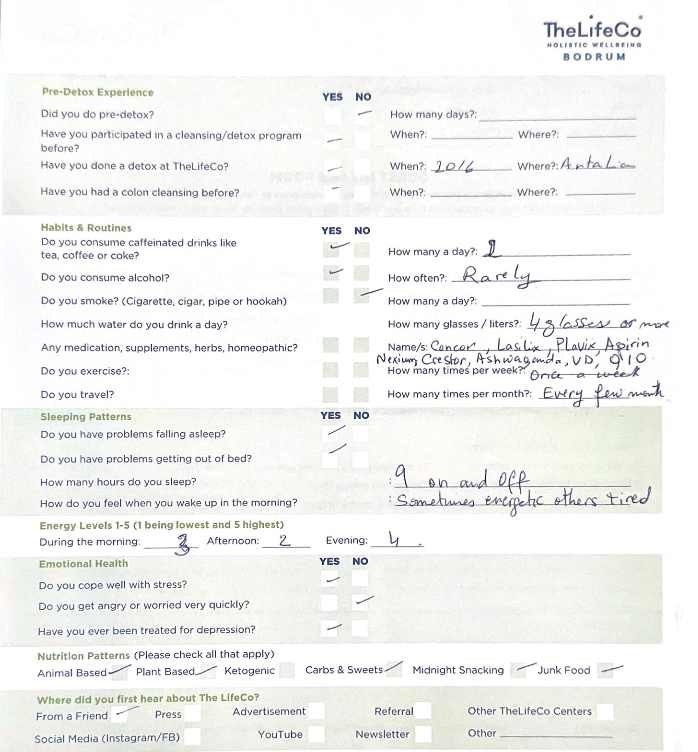 TheLifeCo
HOLISTIC WELLBEING
BODRUM
Pre-Detox Experience YES NO
Did you do pre-detox? How many days?:
Have you participated in a cleansing/detox program When?: Where?:
before?
Have you done a detox at TheLifeCo? When?: 2016 Where?: Antalia
Have you had a colon cleansing before? When?: Where?:
Habits & Routines YES NO
Do you consume caffeinated drinks like
tea, coffee or coke? How many a day?:
Do you consume alcohol? How often?: Rarely
Do you smoke? (Cigarette, cigar, pipe or hookah) How many a day?:
How much water do you drink a day? How many glasses / liters?: 4 glasses or more
Any medication, supplements, herbs, homeopathic? Name/s: Concor, Lasilix, Plavix, Aspirin
Nexium, Crestor, Ashwaganda, VD, Q10
Do you exercise?: How many times per week?: Once a week
Do you travel? How many times per month?: Every few month
Sleeping Patterns YES NO
Do you have problems falling asleep?
Do you have problems getting out of bed?
How many hours do you sleep? : 9 on and off
How do you feel when you wake up in the morning? : Sometimes energetic others tired
Energy Levels 1-5 (1 being lowest and 5 highest)
During the morning: 3 Afternoon: 2 Evening: 4
Emotional Health YES NO
Do you cope well with stress?
Do you get angry or worried very quickly?
Have you ever been treated for depression?
Nutrition Patterns (Please check all that apply)
Animal Based Plant Based Ketogenic Carbs & Sweets Midnight Snacking Junk Food
Where did you first hear about The LifeCo?
From a Friend Press Advertisement Referral Other TheLifeCo Centers
Social Media (Instagram/FB) YouTube Newsletter Other